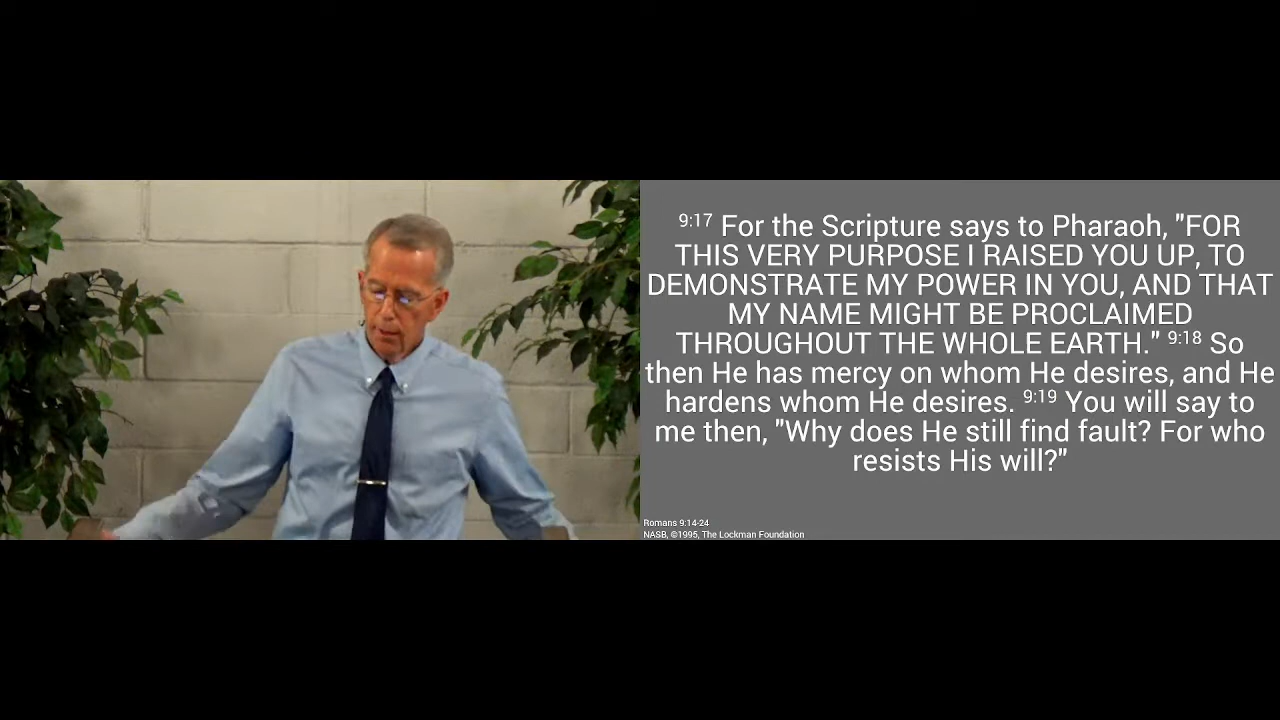 9:17 For the Scripture says to Pharaoh, "FOR
THIS VERY PURPOSE I RAISED YOU UP, TO
DEMONSTRATE MY POWER IN YOU, AND THAT
MY NAME MIGHT BE PROCLAIMED
THROUGHOUT THE WHOLE EARTH." 9:18 So
then He has mercy on whom He desires, and He
hardens whom He desires. 9:19 You will say to
me then, "Why does He still find fault? For who
resists His will?"
Romans 9:14-24
NASB, ©1995, The Lockman Foundation